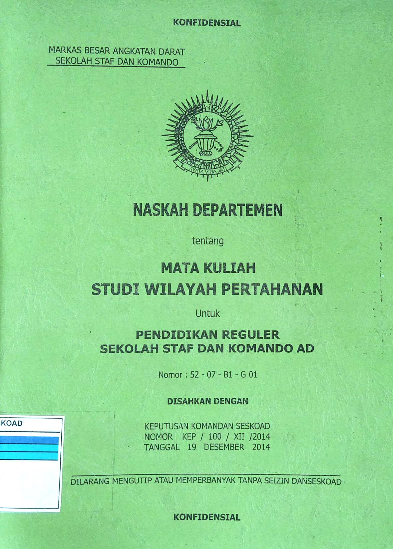 KONFIDENSIAL
MARKAS BESAR ANGKATAN DARAT
SEKOLAH STAF DAN KOMANDO
NASKAH DEPARTEMEN
tentang
MATA KULIAH
STUDI WILAYAH PERTAHANAN
Untuk
PENDIDIKAN REGULER
SEKOLAH STAF DAN KOMANDO AD
Nomor : 52 - 07 - B1 - G 01
DISAHKAN DENGAN
KEPUTUSAN KOMANDAN SESKOAD
NOMOR KEP / 100 / XII /2014
TANGGAL 19 DESEMBER 2014
SKOAD
DILARANG MENGUTIP ATAU MEMPERBANYAK TANPA SEIZIN DANSESKOAD
KONFIDENSIAL